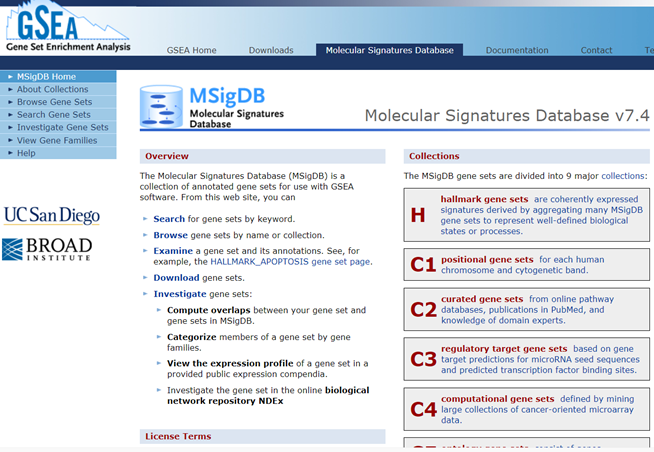 GSEA
Gene Set Enrichment Analysis
GSEA Home
Downloads
Molecular Signatures Database
Documentation
Contact
Te
MSigDB Home
About Collections
Browse Gene Sets
Search Gene Sets
Investigate Gene Sets
View Gene Families
Help
UC San Diego
BROAD
INSTITUTE
MSigDB
Molecular Signatures
Database
Molecular Signatures Database v7.4
Overview
The Molecular Signatures Database (MSigDB) is a
collection of annotated gene sets for use with GSEA
software. From this web site, you can
Search for gene sets by keyword.
Browse gene sets by name or collection.
Examine a gene set and its annotations. See, for
example, the HALLMARK_APOPTOSIS gene set page.
Download gene sets.
Investigate gene sets:
Compute overlaps between your gene set and
gene sets in MSigDB.
Categorize members of a gene set by gene
families.
View the expression profile of a gene set in a
provided public expression compendia.
Investigate the gene set in the online biological
network repository NDEx
License Terms
Collections
The MSigDB gene sets are divided into 9 major collections:
H
hallmark gene sets are coherently expressed
signatures derived by aggregating many MSigDB
gene sets to represent well-defined biological
states or processes.
C1
positional gene sets for each human
chromosome and cytogenetic band.
C2
curated gene sets from online pathway
databases, publications in PubMed, and
knowledge of domain experts.
C3
regulatory target gene sets based on gene
target predictions for microRNA seed sequences
and predicted transcription factor binding sites.
C4
computational gene sets defined by mining
large collections of cancer-oriented microarray
data.